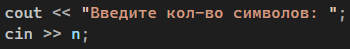 cout << "Введите кол-во символов: ";
cin >> n;